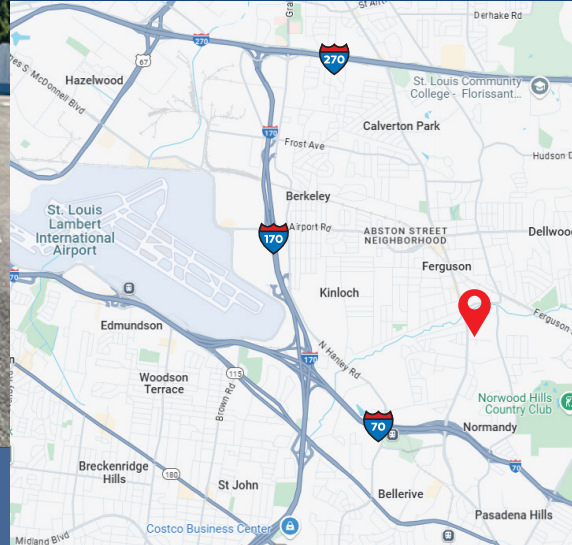 Derhake Rd
270
270
67
Hazelwood
St. Louis Community
College - Florissant...
170
Calverton Park
Frost Ave
Hudson
Berkeley
St. Louis
Lambert
International
Airport
170
Airport Rd
ABSTON STREET
NEIGHBORHOOD
Dellwoo
Ferguson
Kinloch
Edmundson
Ferguson
N Hanley Rd
170
Woodson
Terrace
115
Brown Rd
Norwood Hills
Country Club
70
Normandy
70
Breckenridge
Hills
180
St John
Bellerive
Pasadena Hills
Costco Business Center
Midland Blvd